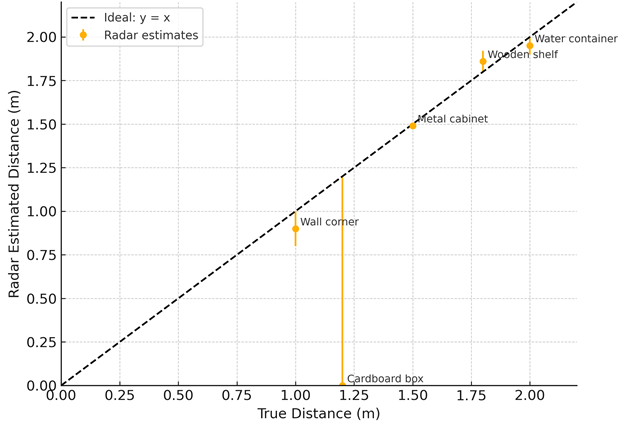 Ideal: y = x
Radar estimates
Water container
Wooden shelf
Metal cabinet
Wall corner
Cardboard box
Radar Estimated Distance (m)
2.00
1.75
1.50
1.25
1.00
0.75
0.50
0.25
0.00
0.00 0.25 0.50 0.75 1.00 1.25 1.50 1.75 2.00
True Distance (m)